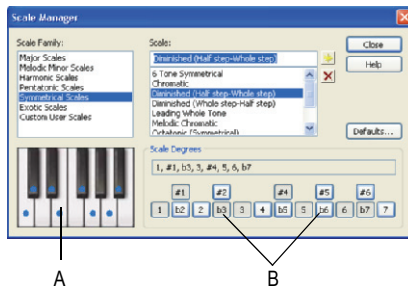 Scale Manager
Scale Family:
Major Scales
Melodic Minor Scales
Harmonic Scales
Pentatonic Scales
Symmetrical Scales
Exotic Scales
Custom User Scales
Scale:
Diminished (Half step-Whole step)
6 Tone Symmetrical
Chromatic
Diminished (Half step-Whole step)
Diminished (Whole step-Half step)
Leading Whole Tone
Melodic Chromatic
Octatonic (Symmetrical)
Close
Help
Defaults...
Scale Degrees
1, #1, b3, 3, #4, 5, 6, b7
#1 #2 #4 #5 #6
1 b2 2 b3 3 4 b5 5 b6 6 b7 7
A B